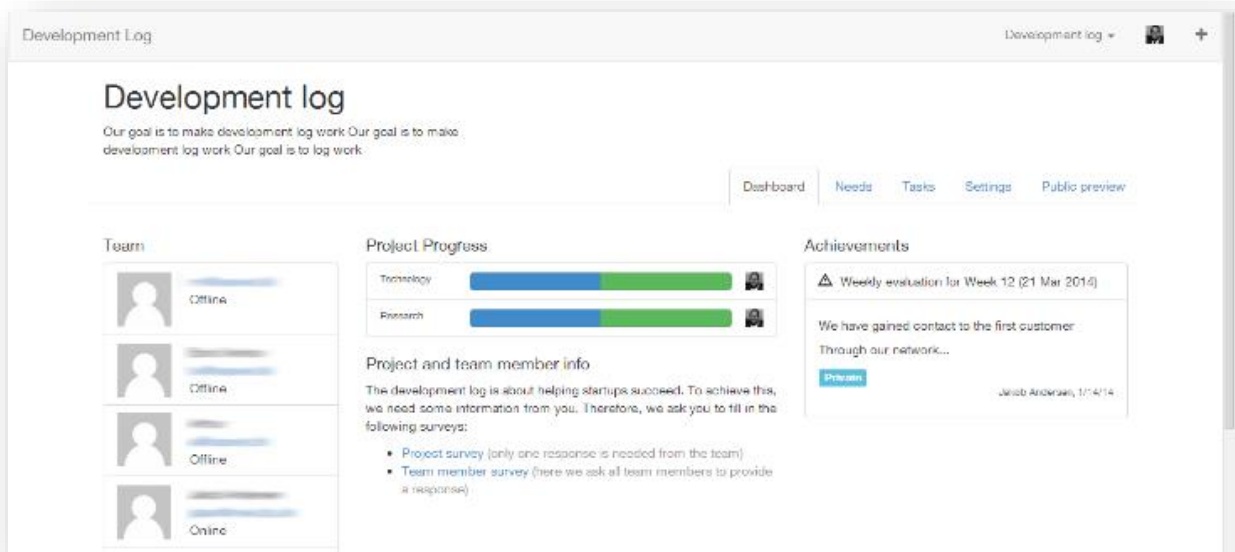 Development Log
Development log
Development log
Our goal is to make development log work Our goal is to make
development log work Our goal is to log work
Dashboard Needs Tasks Settings Public preview
Team
Offline
Offline
Offline
Online
Project Progress
Technology
Research
Project and team member info
The development log is about helping startups succeed. To achieve this,
we need some information from you. Therefore, we ask you to fill in the
following surveys:
Project survey (only one response is needed from the team)
Team member survey (here we ask all team members to provide
a response)
Achievements
Weekly evaluation for Week 12 (21 Mar 2014)
We have gained contact to the first customer
Through our network...
Private
Jakob Andersen, 1/14/14